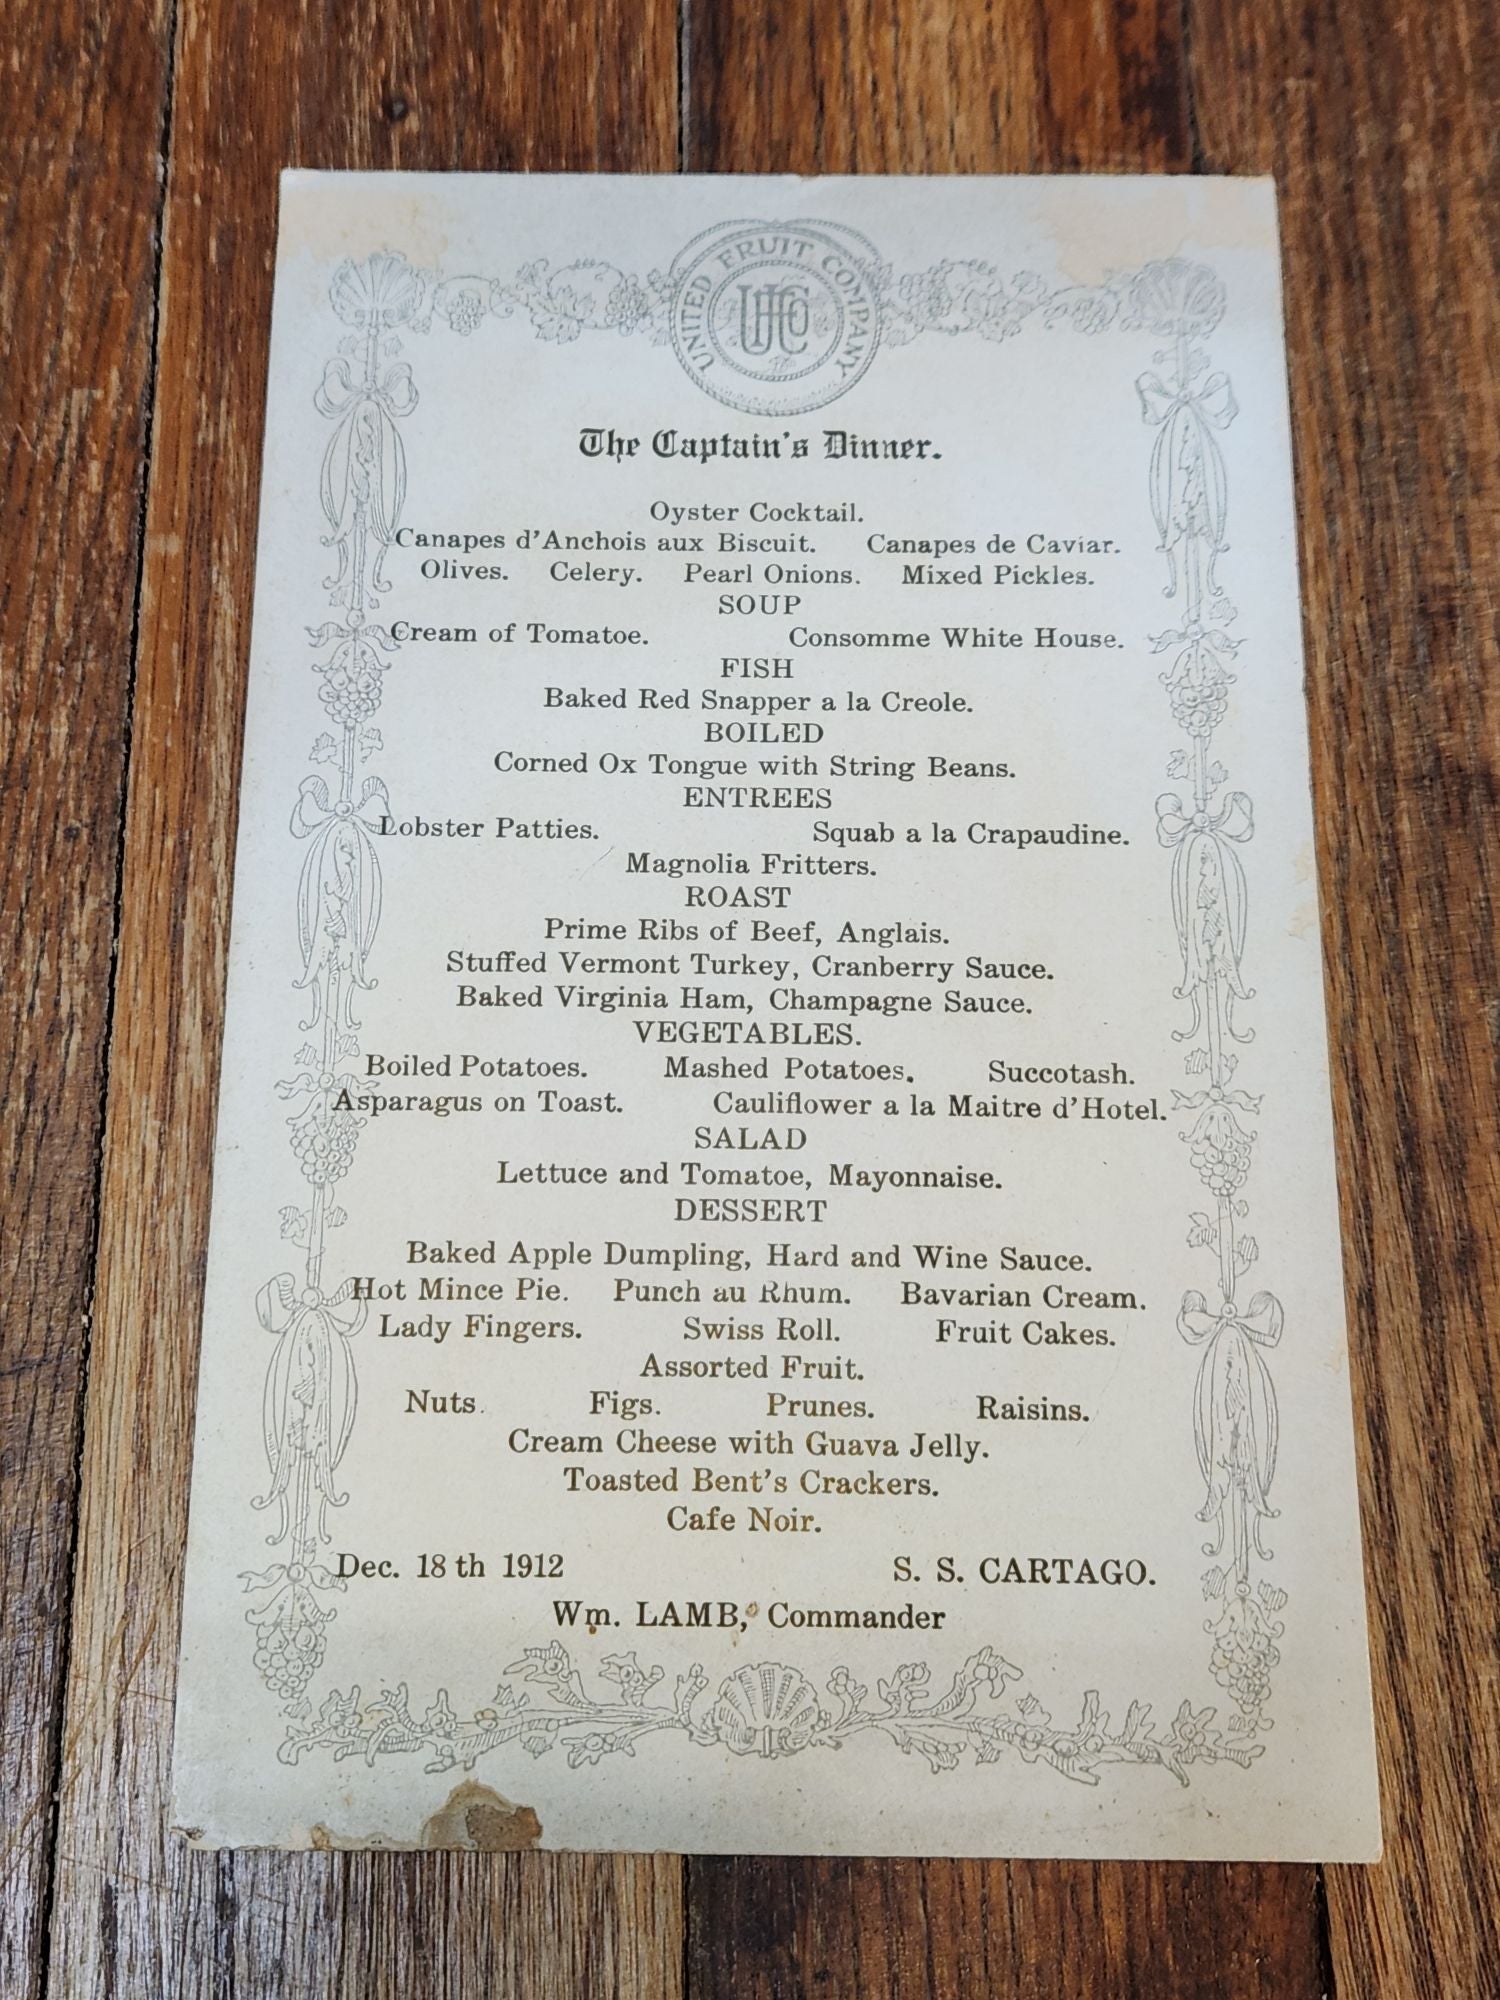 UNITED FRUIT COMPANY
UFCo
The Captain's Dinner.
Oyster Cocktail.
Canapes d'Anchois aux Biscuit. Canapes de Caviar.
Olives. Celery. Pearl Onions. Mixed Pickles.
SOUP
Cream of Tomatoe. Consomme White House.
FISH
Baked Red Snapper a la Creole.
BOILED
Corned Ox Tongue with String Beans.
ENTREES
Lobster Patties. Squab a la Crapaudine.
Magnolia Fritters.
ROAST
Prime Ribs of Beef, Anglais.
Stuffed Vermont Turkey, Cranberry Sauce.
Baked Virginia Ham, Champagne Sauce.
VEGETABLES.
Boiled Potatoes. Mashed Potatoes. Succotash.
Asparagus on Toast. Cauliflower a la Maitre d'Hotel.
SALAD
Lettuce and Tomatoe, Mayonnaise.
DESSERT
Baked Apple Dumpling, Hard and Wine Sauce.
Hot Mince Pie. Punch au Rhum. Bavarian Cream.
Lady Fingers. Swiss Roll. Fruit Cakes.
Assorted Fruit.
Nuts. Figs. Prunes. Raisins.
Cream Cheese with Guava Jelly.
Toasted Bent's Crackers.
Cafe Noir.
Dec. 18 th 1912 S. S. CARTAGO.
Wm. LAMB, Commander